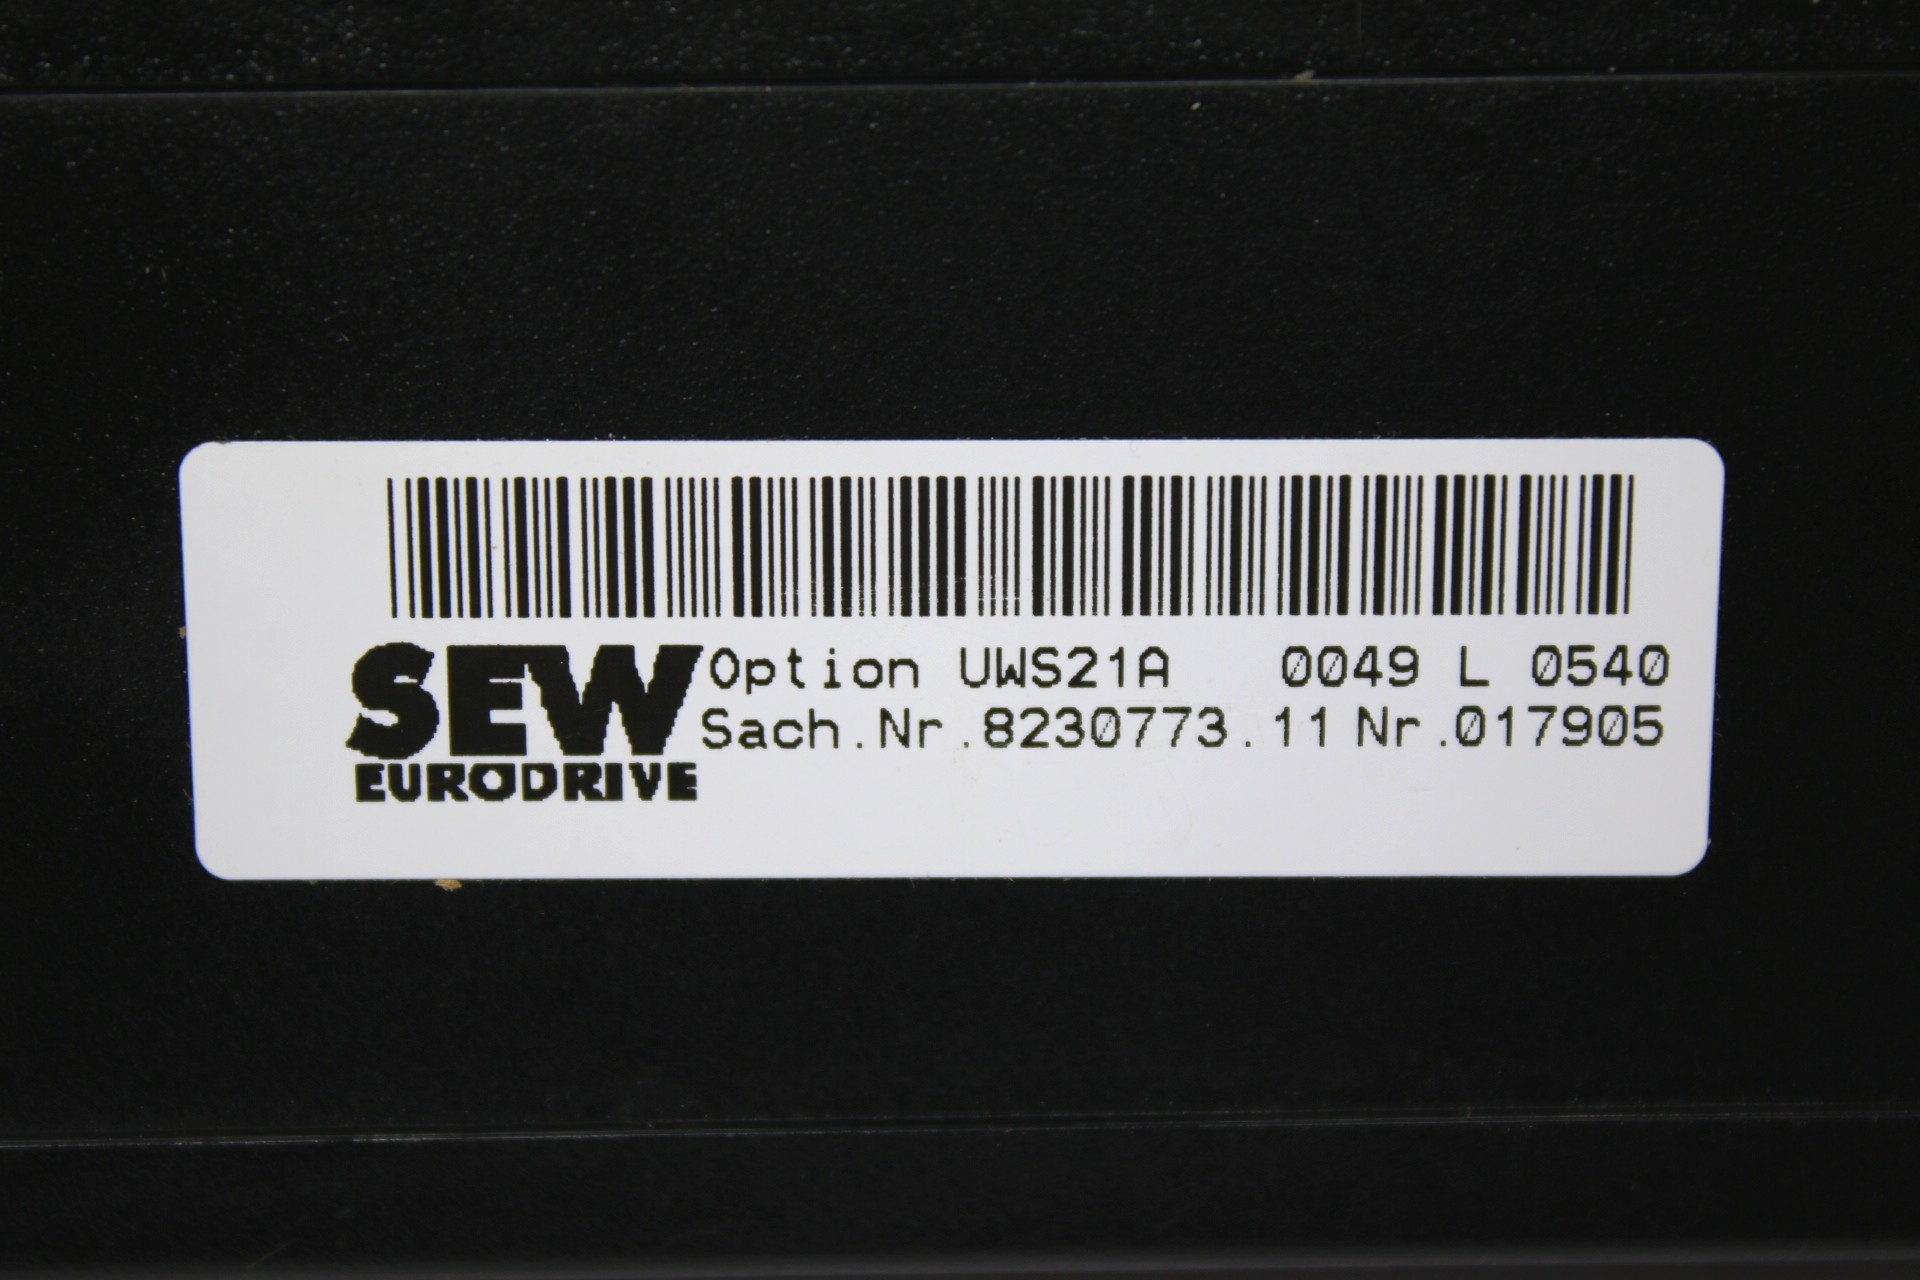 SEW
EURODRIVE
Option UWS21A 0049 L 0540
Sach.Nr.8230773.11 Nr.017905